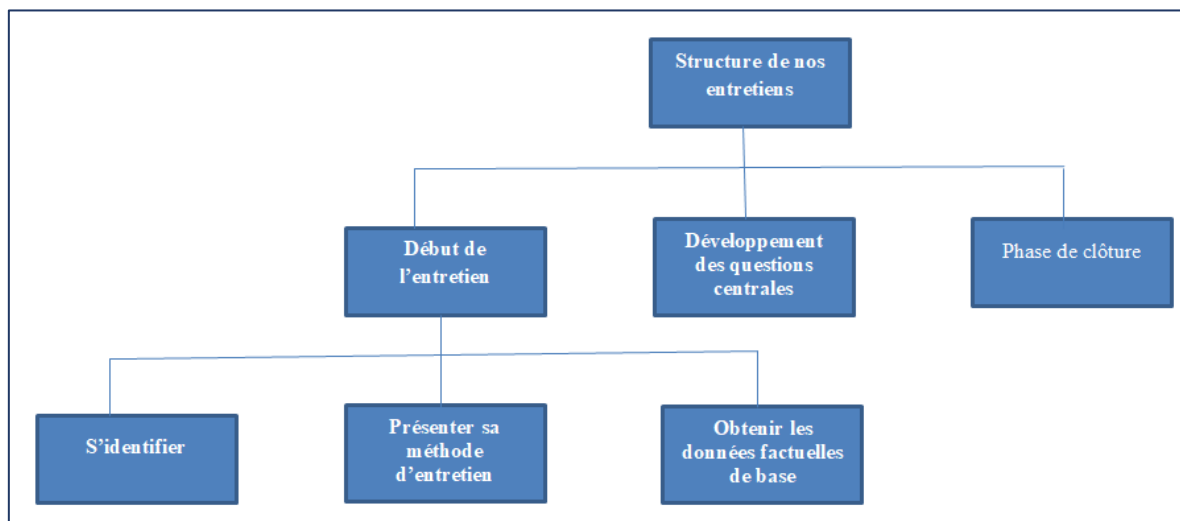 Structure de nos
entretiens
Début de
l’entretien
Développement
des questions
centrales
Phase de clôture
S’identifier
Présenter sa
méthode
d’entretien
Obtenir les
données factuelles
de base